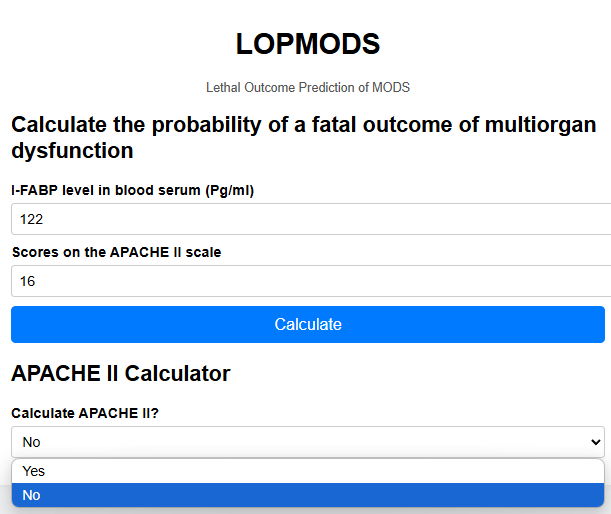 LOPMODS
Lethal Outcome Prediction of MODS
Calculate the probability of a fatal outcome of multiorgan
dysfunction
I-FABP level in blood serum (Pg/ml)
122
Scores on the APACHE II scale
16
Calculate
APACHE II Calculator
Calculate APACHE II?
No
Yes
No